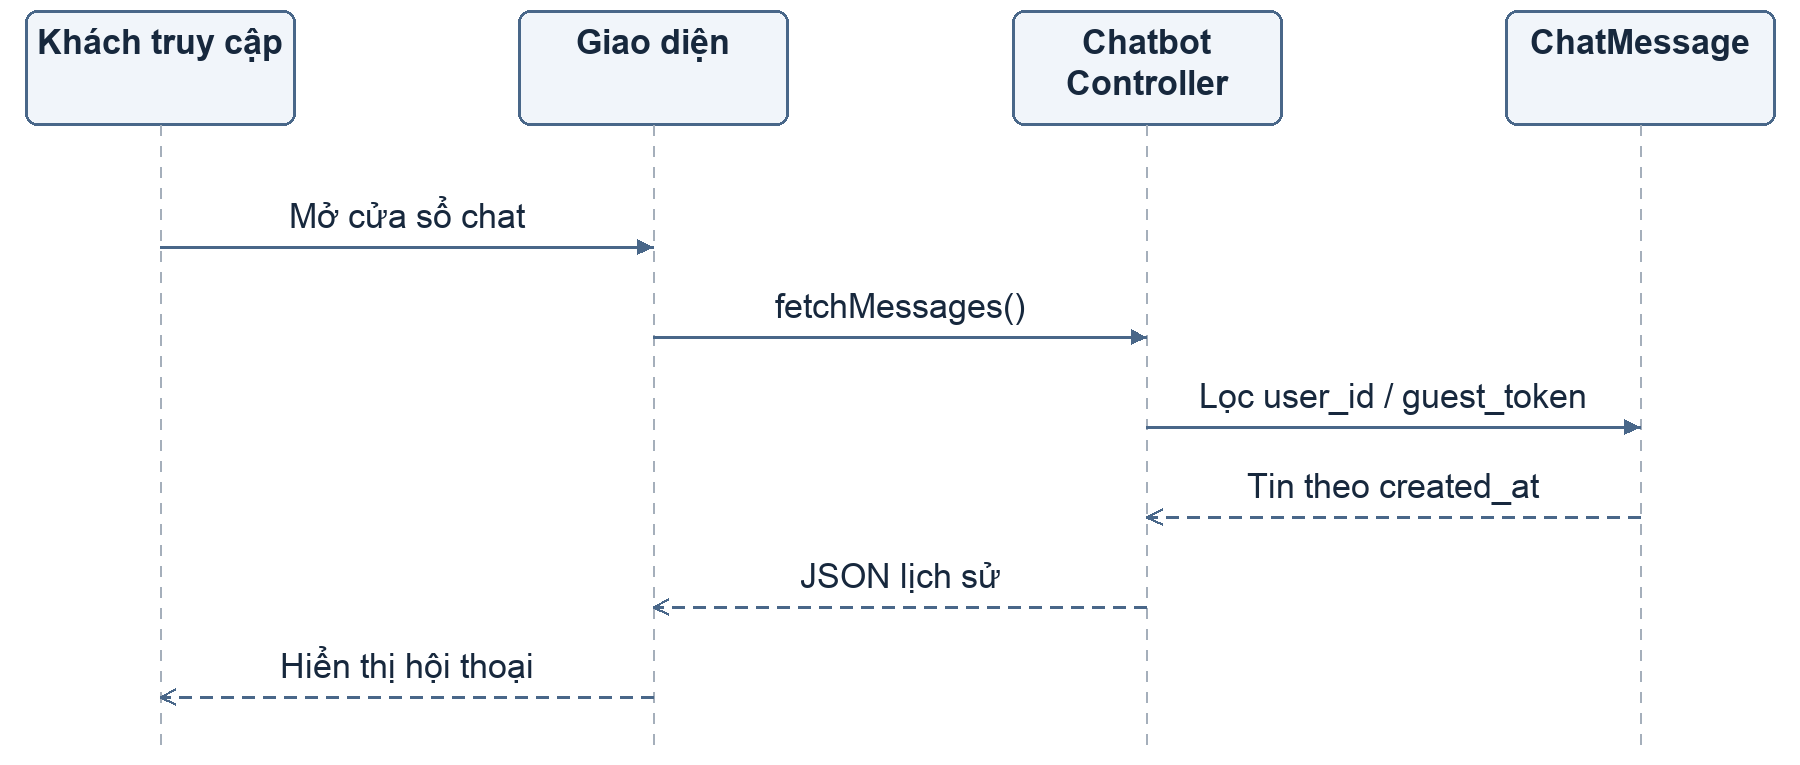 Khách truy cập
Giao diện
Chatbot
Controller
ChatMessage
Mở cửa sổ chat
fetchMessages()
Lọc user_id / guest_token
Tin theo created_at
JSON lịch sử
Hiển thị hội thoại